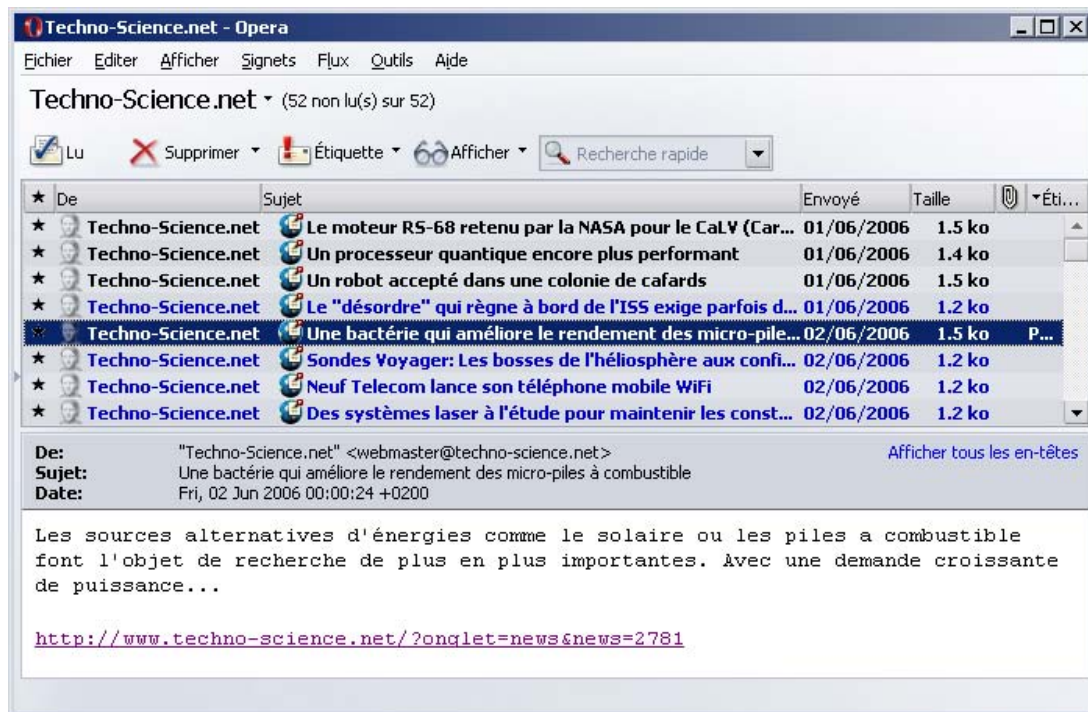 Techno-Science.net - Opera
Fichier Editer Afficher Signets Flux Outils Aide
Techno-Science.net (52 non lu(s) sur 52)
Lu Supprimer Étiquette Afficher Recherche rapide
De Sujet Envoyé Taille Éti...
Techno-Science.net Le moteur RS-68 retenu par la NASA pour le CaLV (Car... 01/06/2006 1.5 ko
Techno-Science.net Un processeur quantique encore plus performant 01/06/2006 1.4 ko
Techno-Science.net Un robot accepté dans une colonie de cafards 01/06/2006 1.5 ko
Techno-Science.net Le "désordre" qui règne à bord de l'ISS exige parfois d... 01/06/2006 1.2 ko
Techno-Science.net Une bactérie qui améliore le rendement des micro-pile... 02/06/2006 1.5 ko P...
Techno-Science.net Sondes Voyager: Les bosses de l'héliosphère aux confi... 02/06/2006 1.2 ko
Techno-Science.net Neuf Telecom lance son téléphone mobile WiFi 02/06/2006 1.2 ko
Techno-Science.net Des systèmes laser à l'étude pour maintenir les const... 02/06/2006 1.2 ko
De: "Techno-Science.net" <webmaster@techno-science.net> Afficher tous les en-têtes
Sujet: Une bactérie qui améliore le rendement des micro-piles à combustible
Date: Fri, 02 Jun 2006 00:00:24 +0200
Les sources alternatives d'énergies comme le solaire ou les piles a combustible
font l'objet de recherche de plus en plus importantes. Avec une demande croissante
de puissance...
http://www.techno-science.net/?onglet=news&news=2781